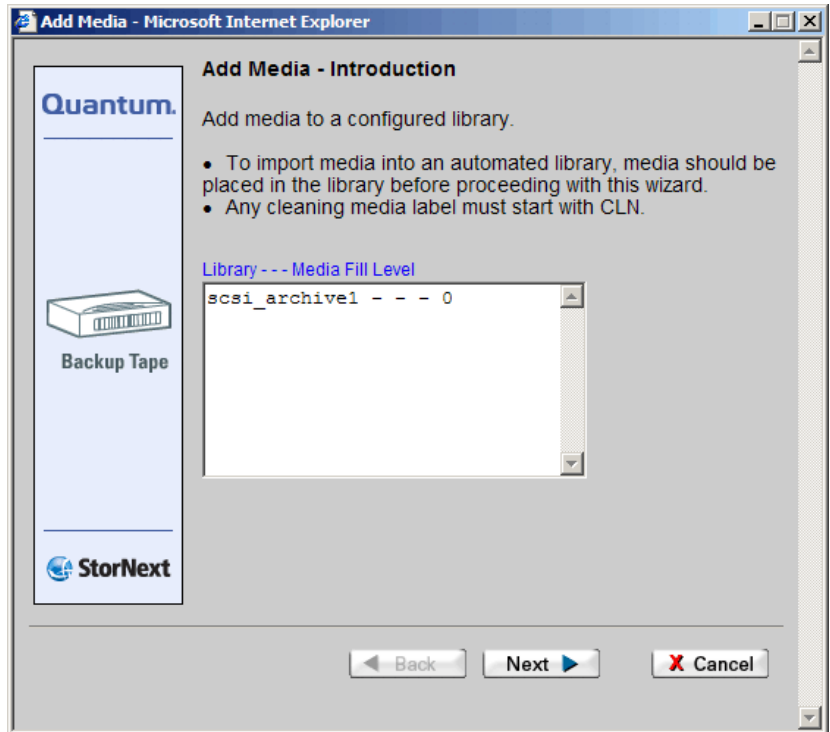 Add Media - Microsoft Internet Explorer
Quantum.
Add Media - Introduction
Add media to a configured library.
• To import media into an automated library, media should be
placed in the library before proceeding with this wizard.
• Any cleaning media label must start with CLN.
Library - - - Media Fill Level
scsi_archive1 - - - 0
Backup Tape
StorNext
Back
Next
X Cancel